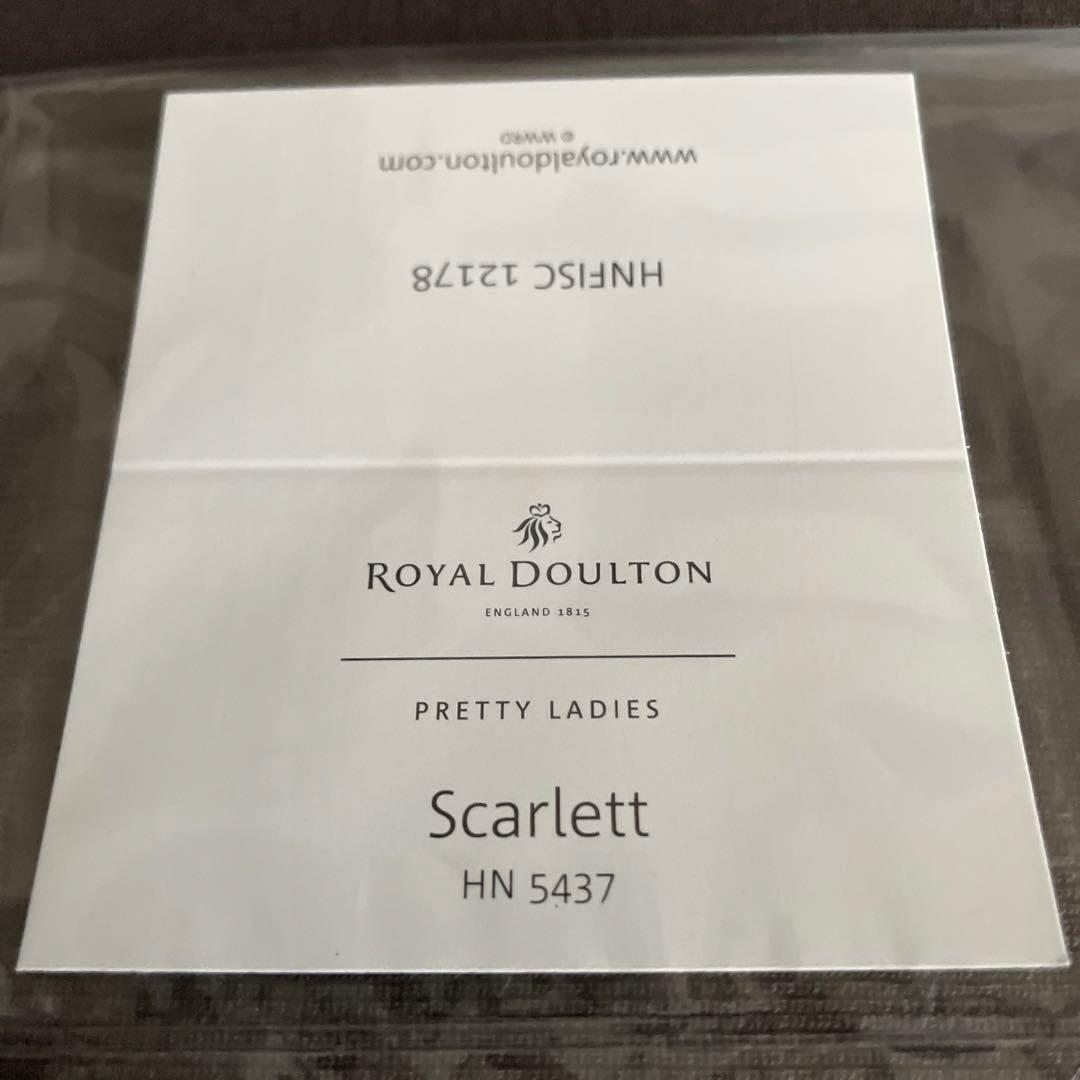 © WWRD
www.royaldoulton.com
HNFISC 12178
ROYAL DOULTON
ENGLAND 1815
PRETTY LADIES
Scarlett
HN 5437